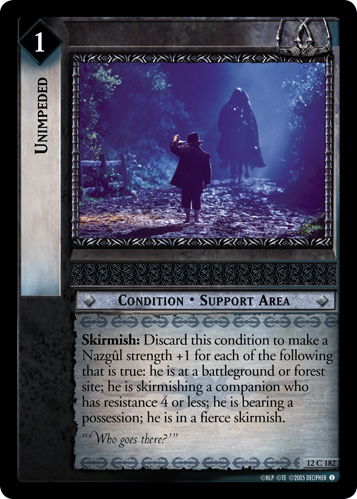 1
Unimpeded
Condition • Support Area
Skirmish: Discard this condition to make a
Nazgûl strength +1 for each of the following
that is true: he is at a battleground or forest
site; he is skirmishing a companion who
has resistance 4 or less; he is bearing a
possession; he is in a fierce skirmish.
“‘Who goes there?’”
12 C 182
©NLP ©TE ©2005 DECIPHER